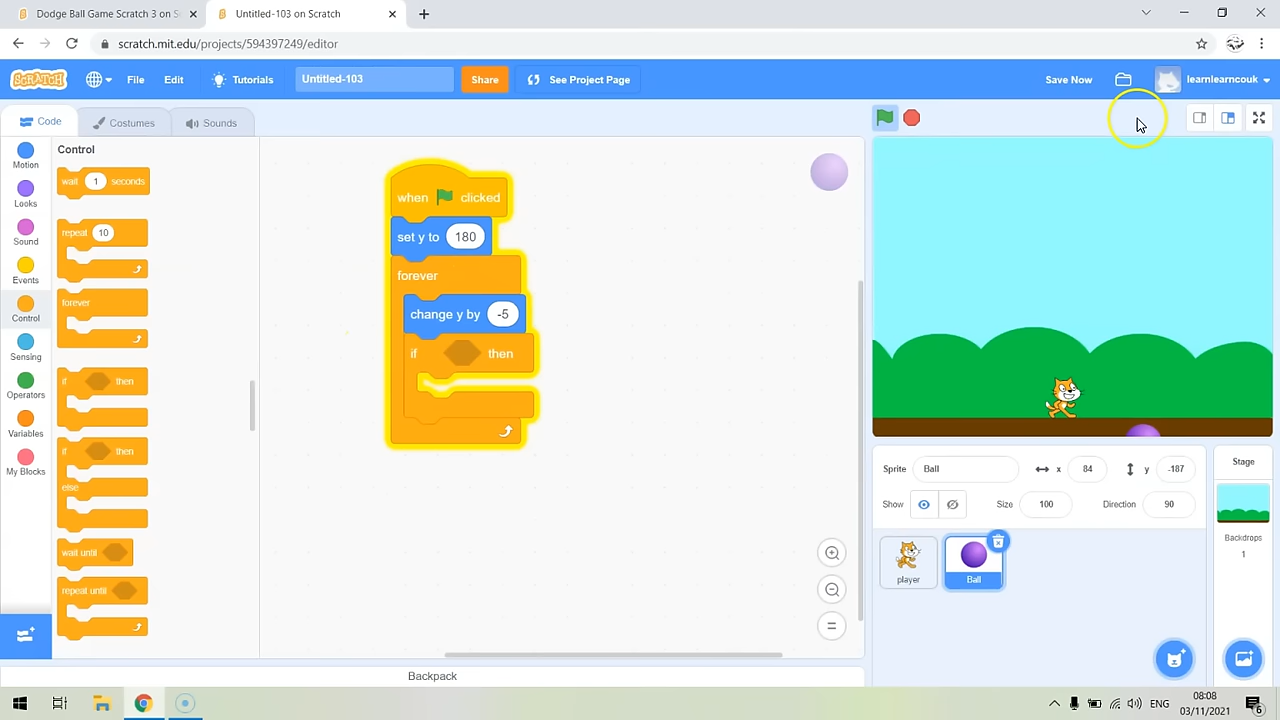 Dodge Ball Game Scratch 3 on S
Untitled-103 on Scratch
scratch.mit.edu/projects/594397249/editor
SCRATCH
File
Edit
Tutorials
Untitled-103
Share
See Project Page
Save Now
learnlearncouk
Code
Costumes
Sounds
Motion
Looks
Sound
Events
Control
Sensing
Operators
Variables
My Blocks
Control
wait 1 seconds
repeat 10
forever
if then
if then
else
wait until
repeat until
when clicked
set y to 180
forever
change y by -5
if then
Backpack
Sprite Ball x 84 y -187
Show Size 100 Direction 90
player
Ball
Stage
Backdrops
1
ENG
08:08
03/11/2021
6